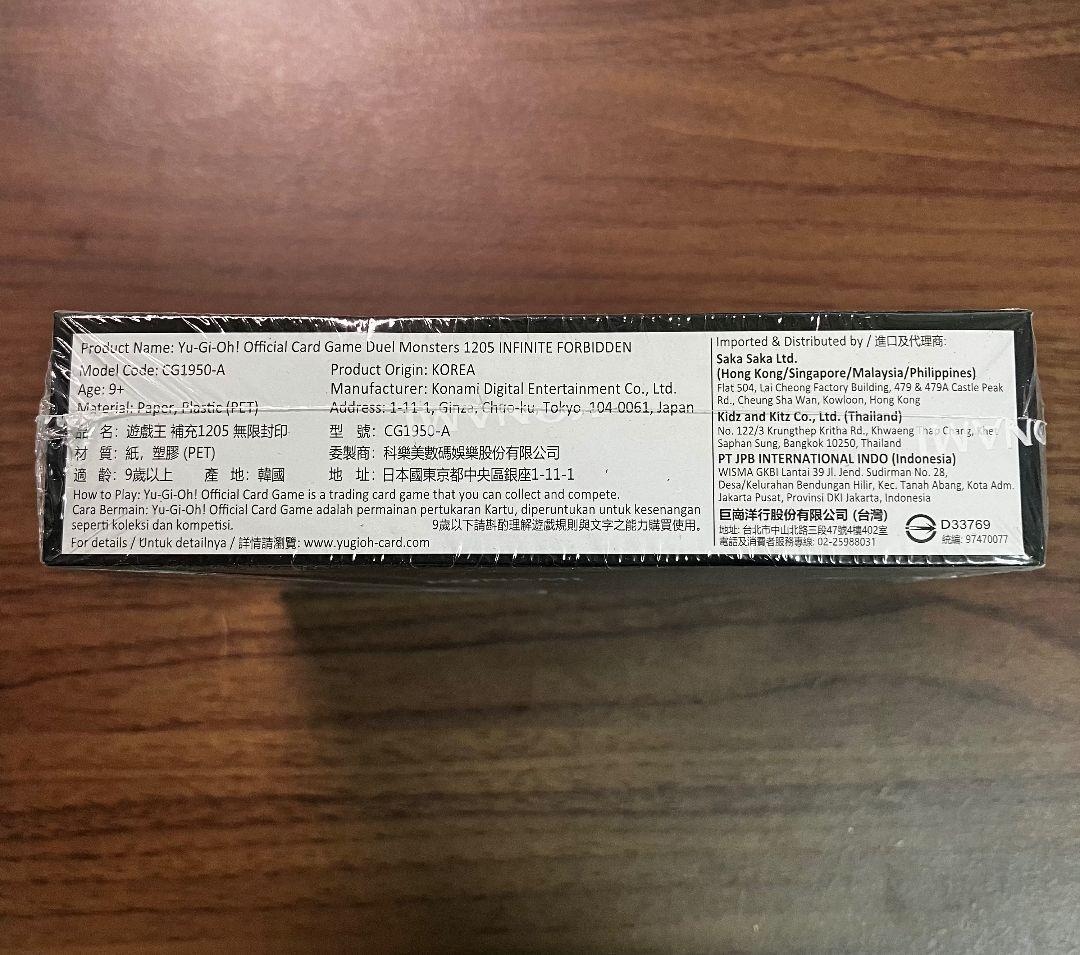 Product Name: Yu-Gi-Oh! Official Card Game Duel Monsters 1205 INFINITE FORBIDDEN
Model Code: CG1950-A Product Origin: KOREA
Age: 9+ Manufacturer: Konami Digital Entertainment Co., Ltd.
Material: Paper, Plastic (PET) Address: 1-11-1, Ginza, Chuo-ku, Tokyo 104-0061, Japan
品 名: 遊戲王 補充1205 無限封印 型 號: CG1950-A
材 質: 紙, 塑膠 (PET) 委製商: 科樂美數碼娛樂股份有限公司
適 齡: 9歲以上 產 地: 韓國 地 址: 日本國東京都中央區銀座1-11-1
How to Play: Yu-Gi-Oh! Official Card Game is a trading card game that you can collect and compete.
Cara Bermain: Yu-Gi-Oh! Official Card Game adalah permainan pertukaran Kartu, diperuntukan untuk kesenangan
seperti koleksi dan kompetisi. 9歲以下請斟酌理解遊戲規則與文字之能力購買使用。
For details / Untuk detailnya / 詳情請瀏覽: www.yugioh-card.com
Imported & Distributed by / 進口及代理商:
Saka Saka Ltd.
(Hong Kong/Singapore/Malaysia/Philippines)
Flat 504, Lai Cheong Factory Building, 479 & 479A Castle Peak
Rd., Cheung Sha Wan, Kowloon, Hong Kong
Kidz and Kitz Co., Ltd. (Thailand)
No. 122/3 Krungthep Kritha Rd., Khwaeng Thap Chang, Khet
Saphan Sung, Bangkok 10250, Thailand
PT JPB INTERNATIONAL INDO (Indonesia)
WISMA GKBI Lantai 39 Jl. Jend. Sudirman No. 28,
Desa/Kelurahan Bendungan Hilir, Kec. Tanah Abang, Kota Adm.
Jakarta Pusat, Provinsi DKI Jakarta, Indonesia
巨商洋行股份有限公司 (台灣)
地址: 台北市中山北路三段47號4樓402室
電話及消費者服務專線: 02-25988031
D33769
統編: 97470077